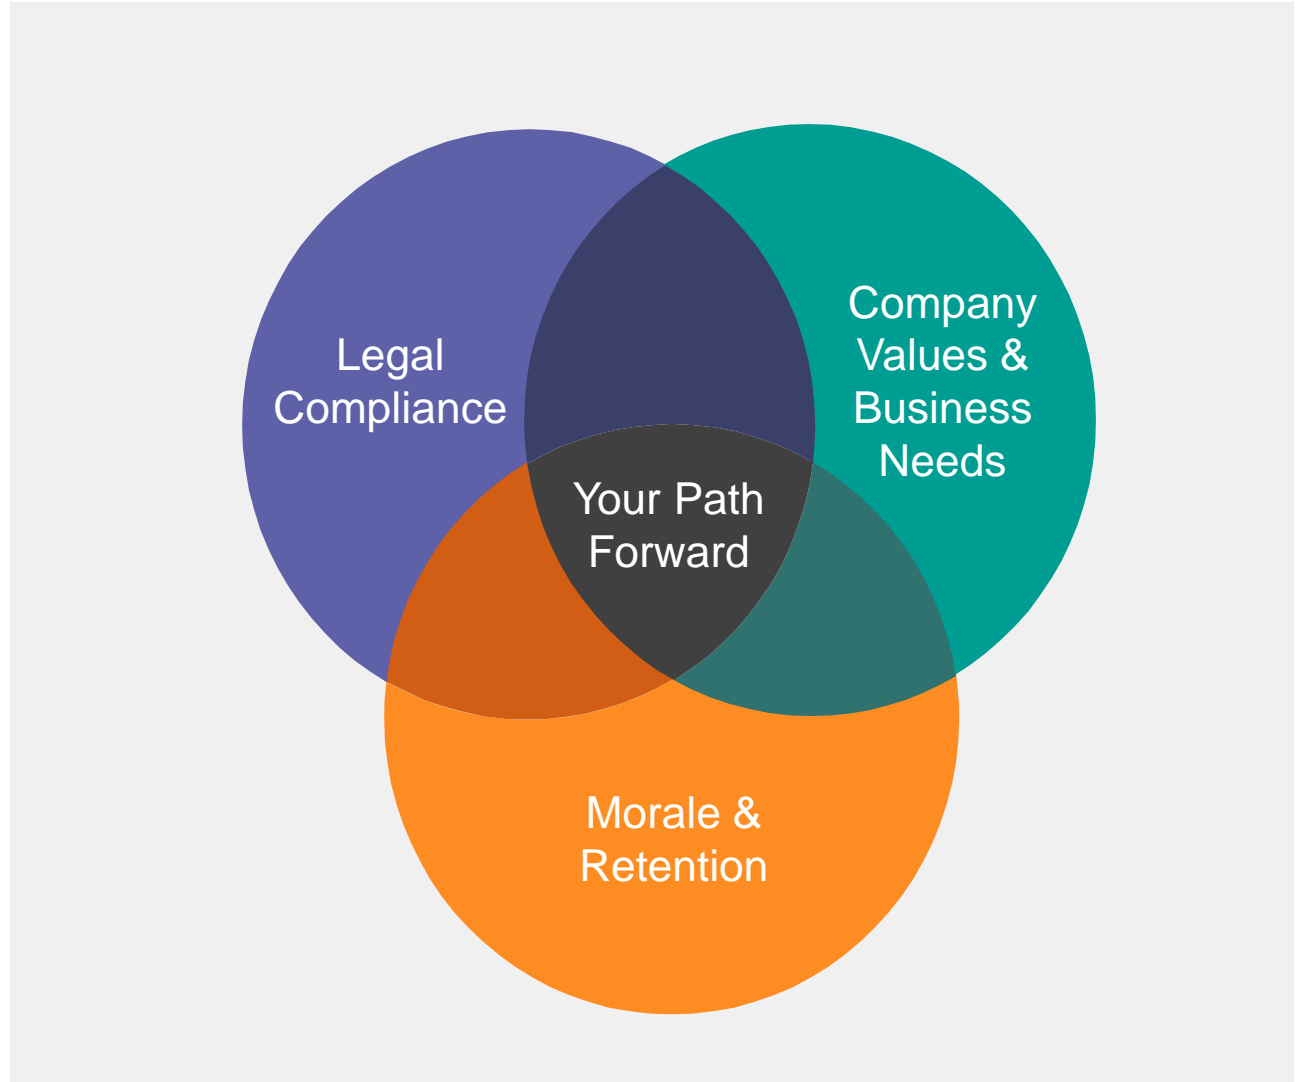 Legal
Compliance
Company
Values &
Business
Needs
Your Path
Forward
Morale &
Retention